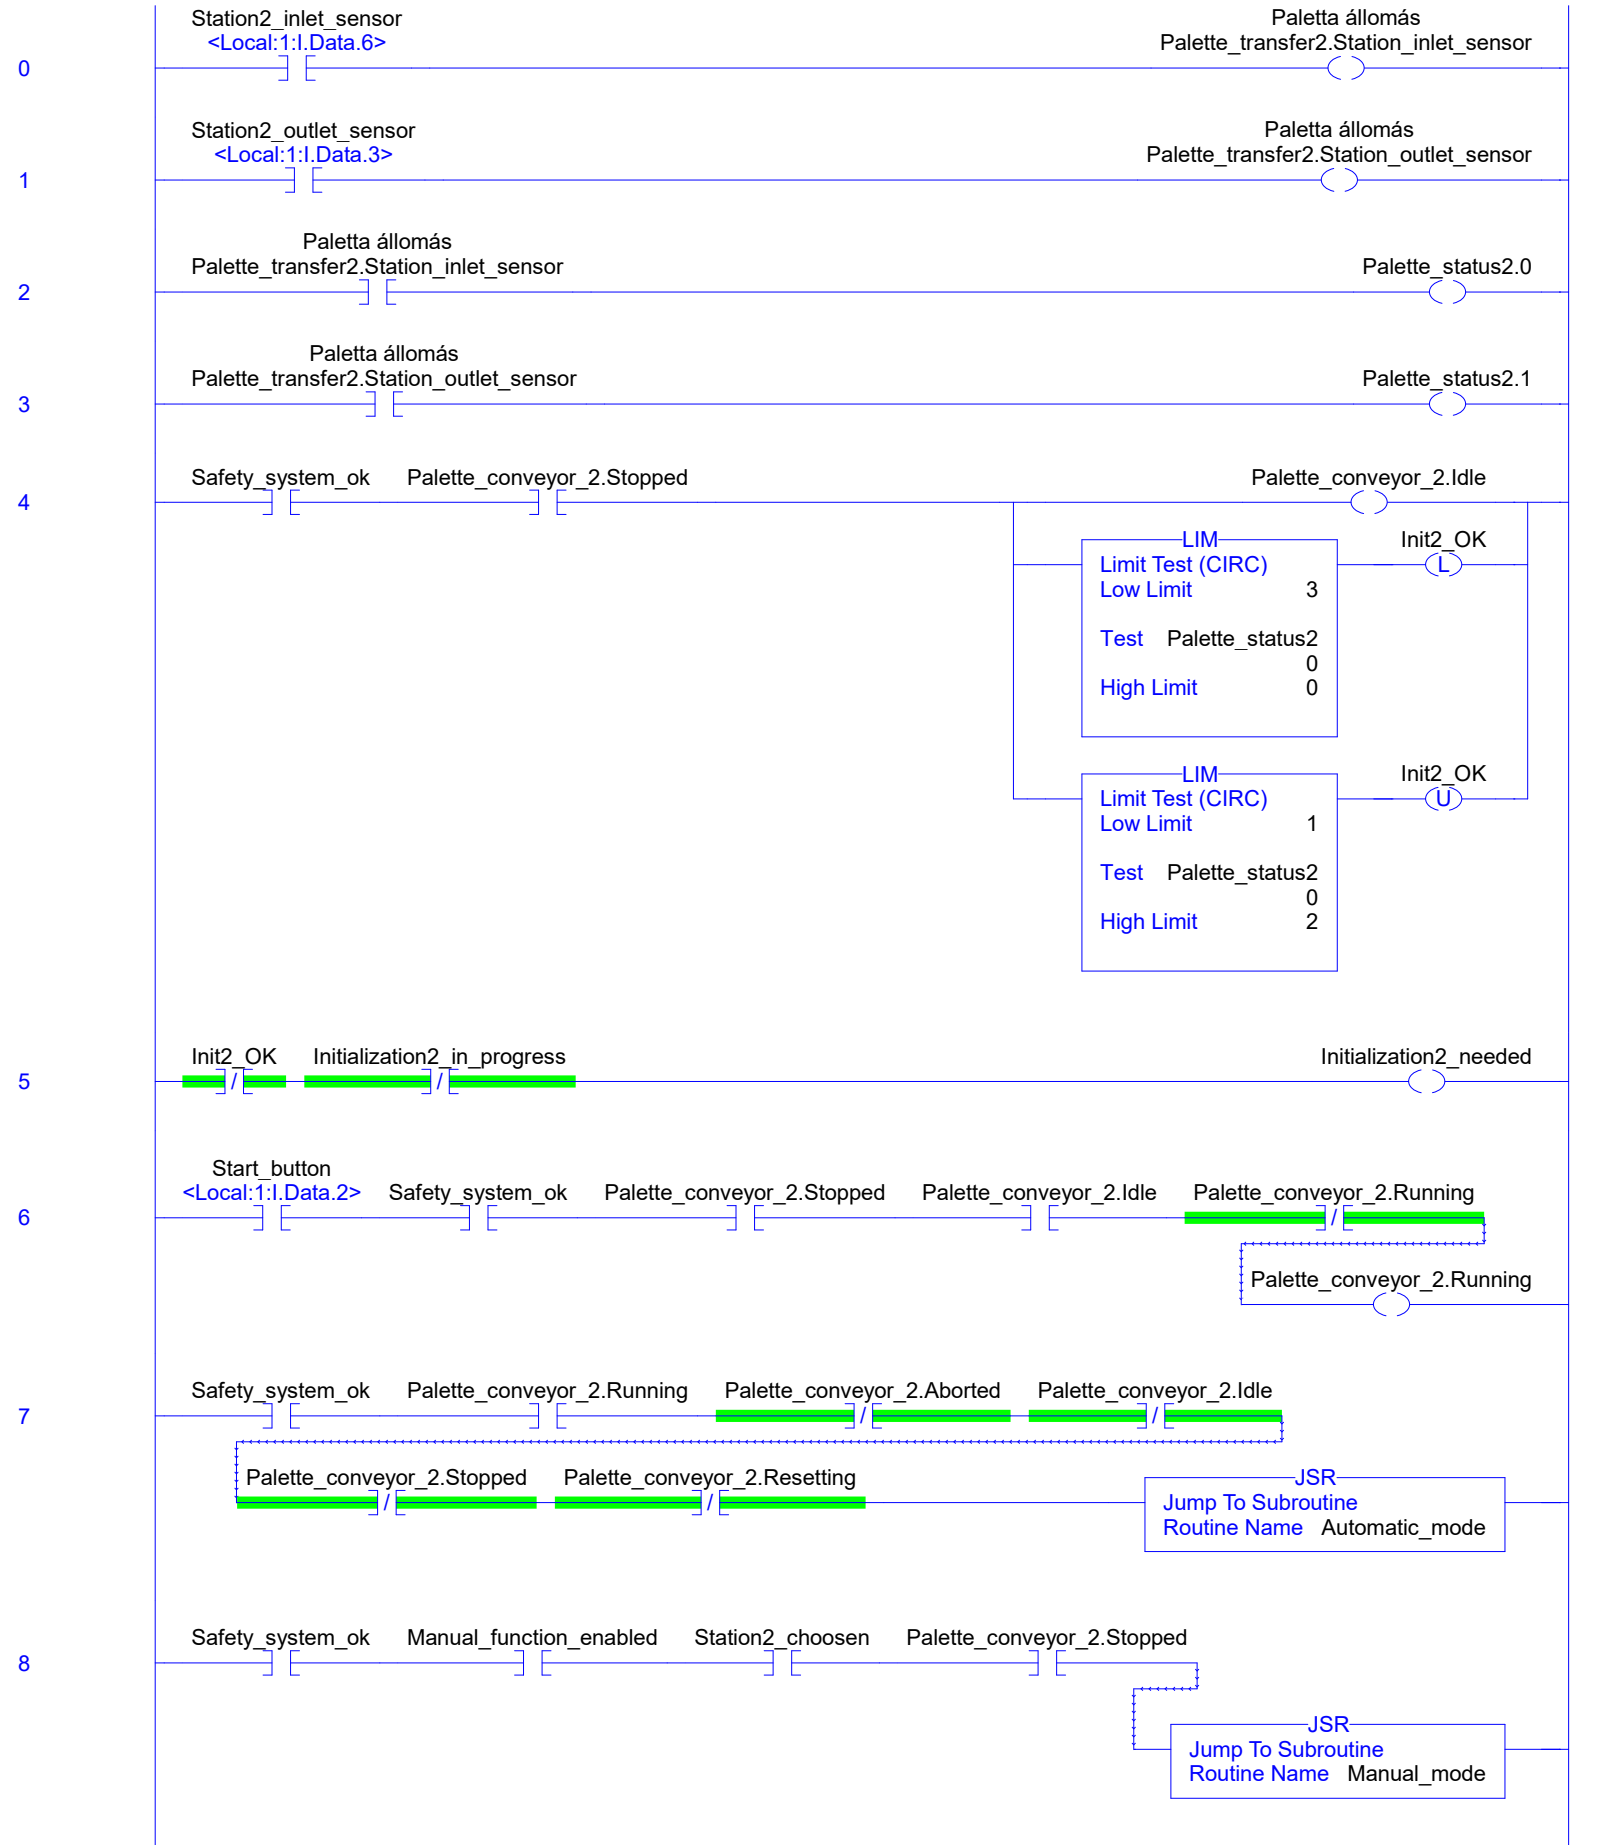 Station2_inlet_sensor
<Local:1:I.Data.6>
Paletta állomás
Palette_transfer2.Station_inlet_sensor
0
Station2_outlet_sensor
<Local:1:I.Data.3>
Paletta állomás
Palette_transfer2.Station_outlet_sensor
1
Paletta állomás
Palette_transfer2.Station_inlet_sensor
Palette_status2.0
2
Paletta állomás
Palette_transfer2.Station_outlet_sensor
Palette_status2.1
3
Safety_system_ok
Palette_conveyor_2.Stopped
Palette_conveyor_2.Idle
4
LIM
Limit Test (CIRC)
Low Limit 3
Test Palette_status2
0
High Limit 0
Init2_OK
L
LIM
Limit Test (CIRC)
Low Limit 1
Test Palette_status2
0
High Limit 2
Init2_OK
U
Init2_OK
Initialization2_in_progress
Initialization2_needed
5
/
/
Start_button
<Local:1:I.Data.2>
Safety_system_ok
Palette_conveyor_2.Stopped
Palette_conveyor_2.Idle
Palette_conveyor_2.Running
6
/
Palette_conveyor_2.Running
Safety_system_ok
Palette_conveyor_2.Running
Palette_conveyor_2.Aborted
Palette_conveyor_2.Idle
7
/
/
Palette_conveyor_2.Stopped
Palette_conveyor_2.Resetting
/
/
JSR
Jump To Subroutine
Routine Name Automatic_mode
Safety_system_ok
Manual_function_enabled
Station2_choosen
Palette_conveyor_2.Stopped
8
JSR
Jump To Subroutine
Routine Name Manual_mode